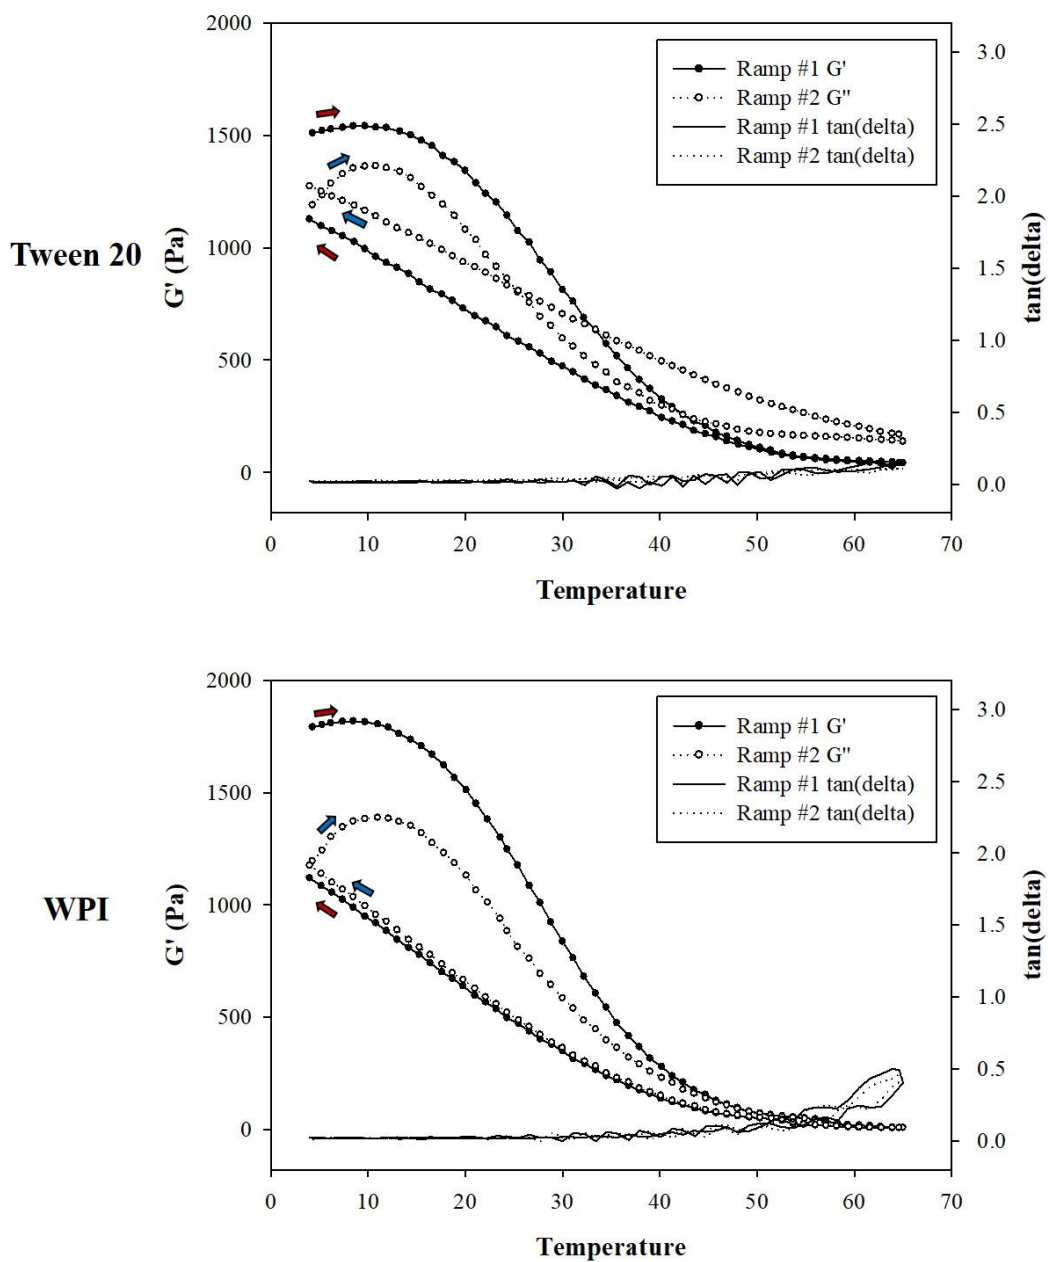 Tween 20
G' (Pa)
2000
1500
1000
500
0
Ramp #1 G'
Ramp #2 G''
Ramp #1 tan(delta)
Ramp #2 tan(delta)
3.0
2.5
2.0
1.5
1.0
0.5
0.0
tan(delta)
0 10 20 30 40 50 60 70
Temperature
WPI
G' (Pa)
2000
1500
1000
500
0
Ramp #1 G'
Ramp #2 G''
Ramp #1 tan(delta)
Ramp #2 tan(delta)
3.0
2.5
2.0
1.5
1.0
0.5
0.0
tan(delta)
0 10 20 30 40 50 60 70
Temperature